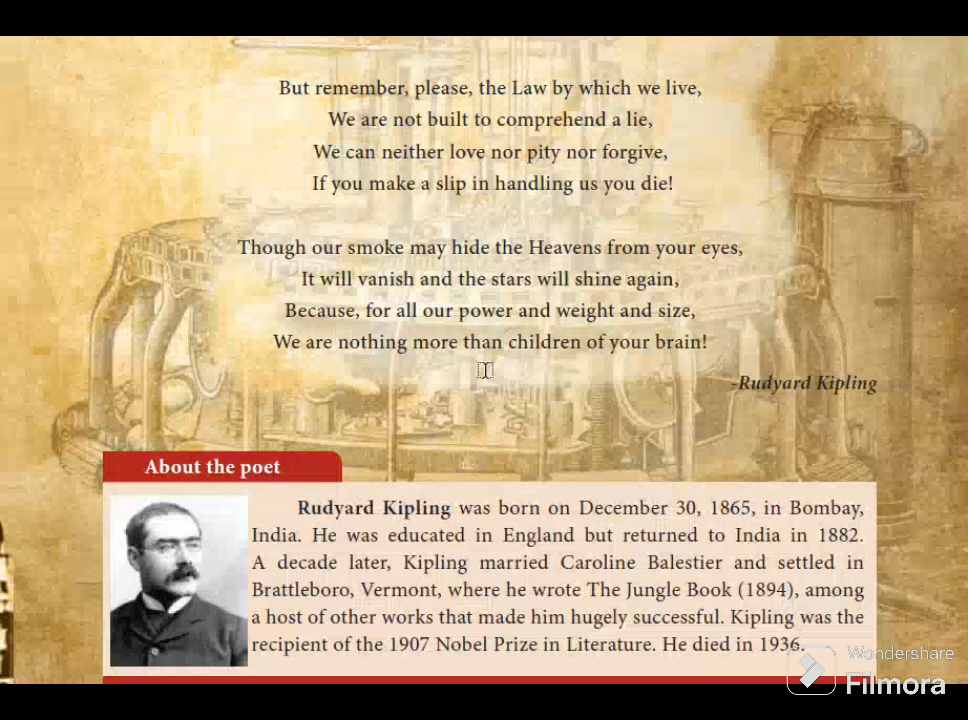 But remember, please, the Law by which we live,
We are not built to comprehend a lie,
We can neither love nor pity nor forgive,
If you make a slip in handling us you die!
Though our smoke may hide the Heavens from your eyes,
It will vanish and the stars will shine again,
Because, for all our power and weight and size,
We are nothing more than children of your brain!
-Rudyard Kipling
About the poet
Rudyard Kipling was born on December 30, 1865, in Bombay,
India. He was educated in England but returned to India in 1882.
A decade later, Kipling married Caroline Balestier and settled in
Brattleboro, Vermont, where he wrote The Jungle Book (1894), among
a host of other works that made him hugely successful. Kipling was the
recipient of the 1907 Nobel Prize in Literature. He died in 1936.
Wondershare
Filmora